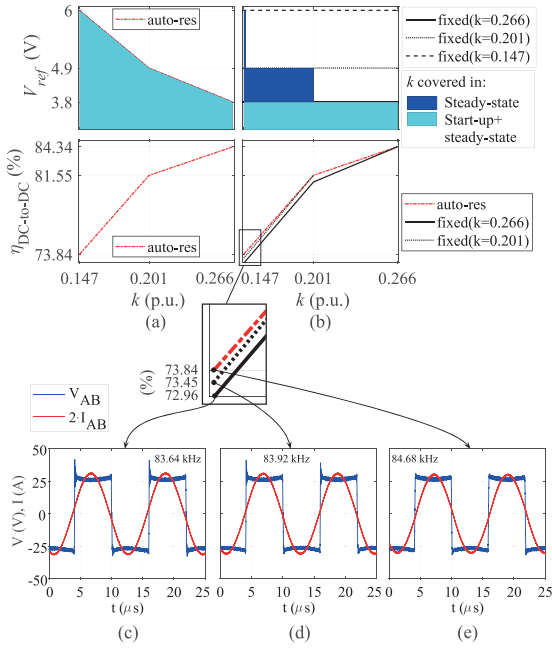 V_ref (V)
6
4.9
3.8
auto-res
fixed(k=0.266)
fixed(k=0.201)
fixed(k=0.147)
k covered in:
Steady-state
Start-up+
steady-state
η_DC-to-DC (%)
84.34
81.55
73.84
auto-res
auto-res
fixed(k=0.266)
fixed(k=0.201)
0.147 0.201 0.266
k (p.u.)
(a)
0.147 0.201 0.266
k (p.u.)
(b)
(%)
73.84
73.45
72.96
V_AB
2·I_AB
V (V), I (A)
50
25
0
-25
-50
83.64 kHz
83.92 kHz
84.68 kHz
0 5 10 15 20 25
t (μs)
(c)
0 5 10 15 20 25
t (μs)
(d)
0 5 10 15 20 25
t (μs)
(e)